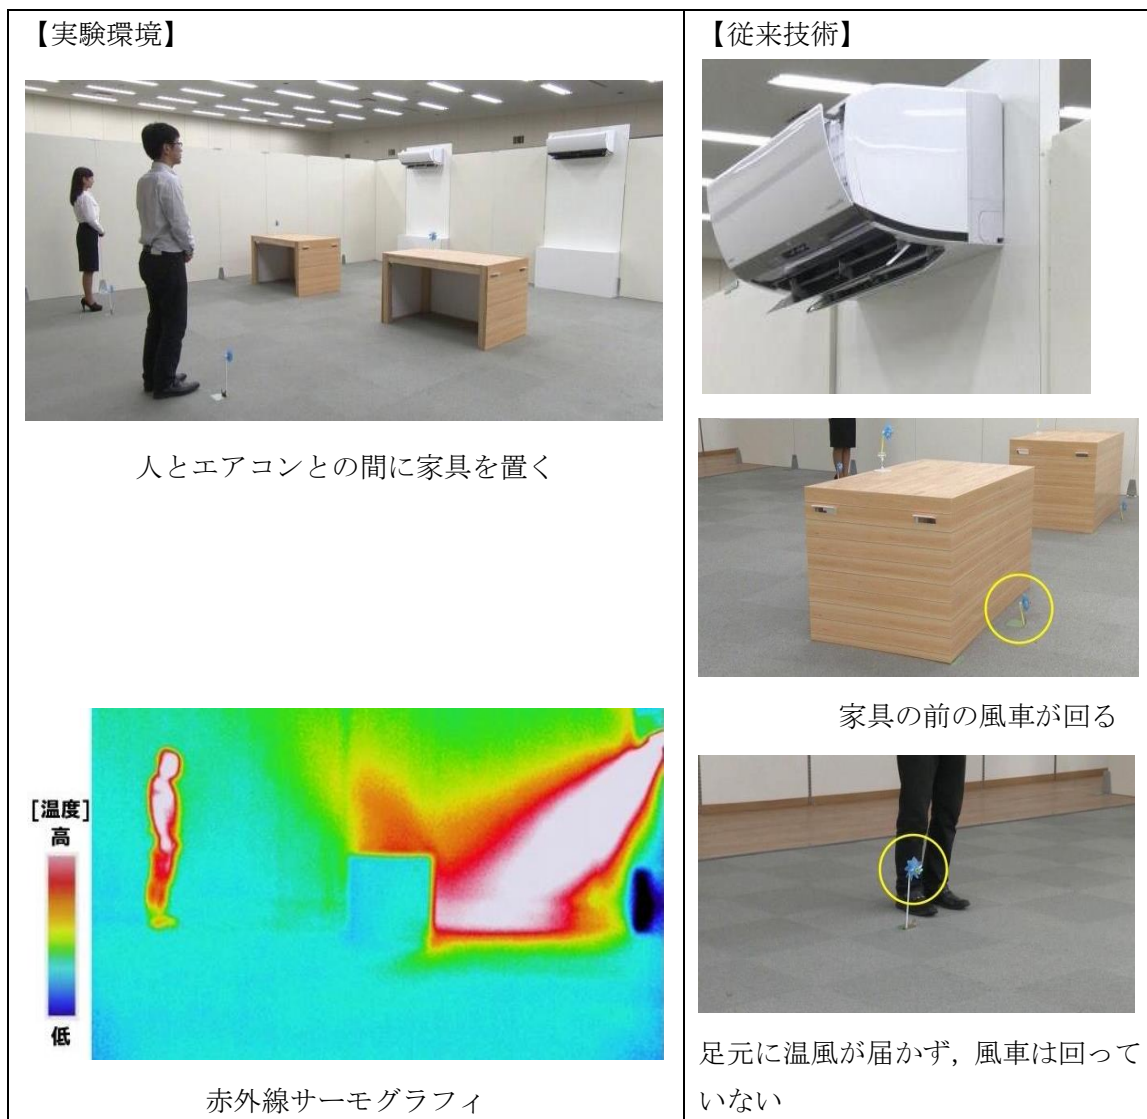 【実験環境】
人とエアコンとの間に家具を置く
[温度]
高
低
赤外線サーモグラフィ
【従来技術】
家具の前の風車が回る
足元に温風が届かず，風車は回って
いない